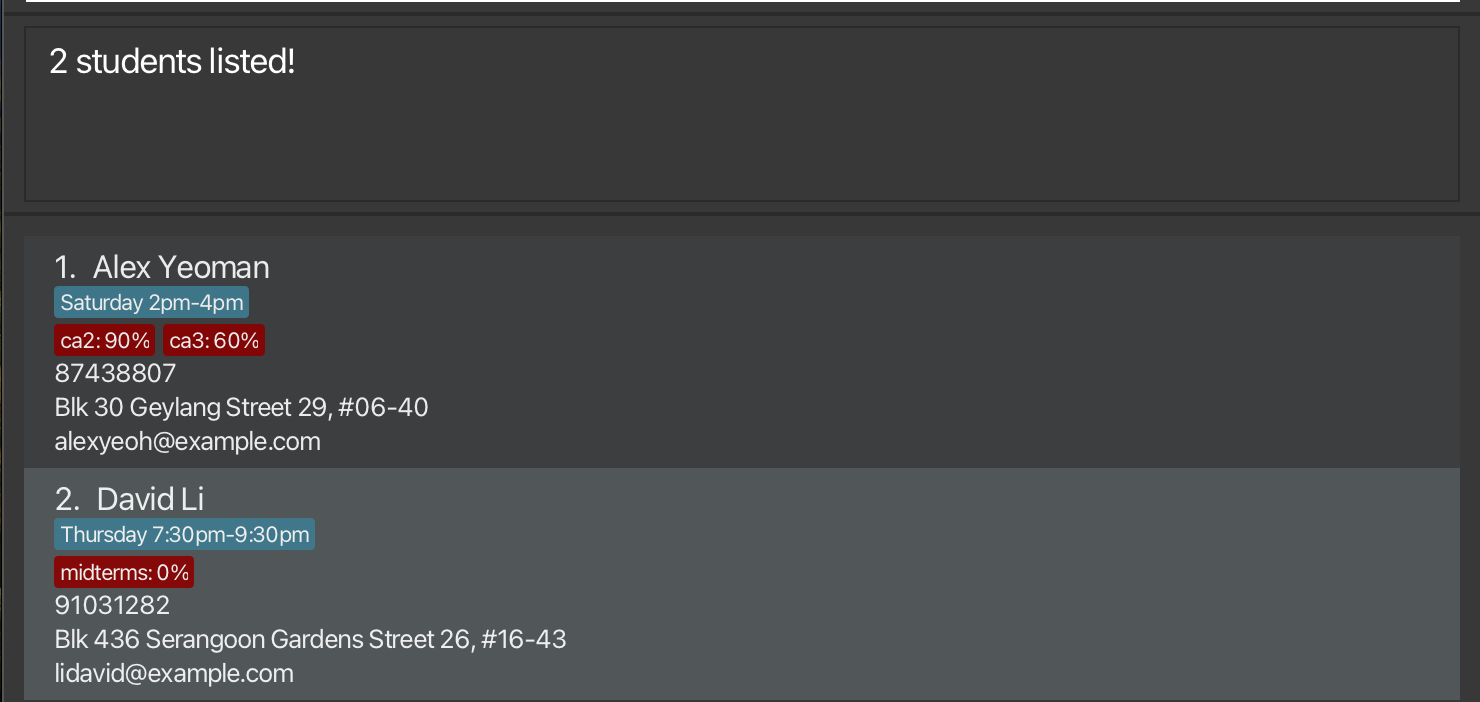 2 students listed!
1. Alex Yeoman
Saturday 2pm-4pm
ca2: 90% ca3: 60%
87438807
Blk 30 Geylang Street 29, #06-40
alexyeoh@example.com
2. David Li
Thursday 7:30pm-9:30pm
midterms: 0%
91031282
Blk 436 Serangoon Gardens Street 26, #16-43
lidavid@example.com